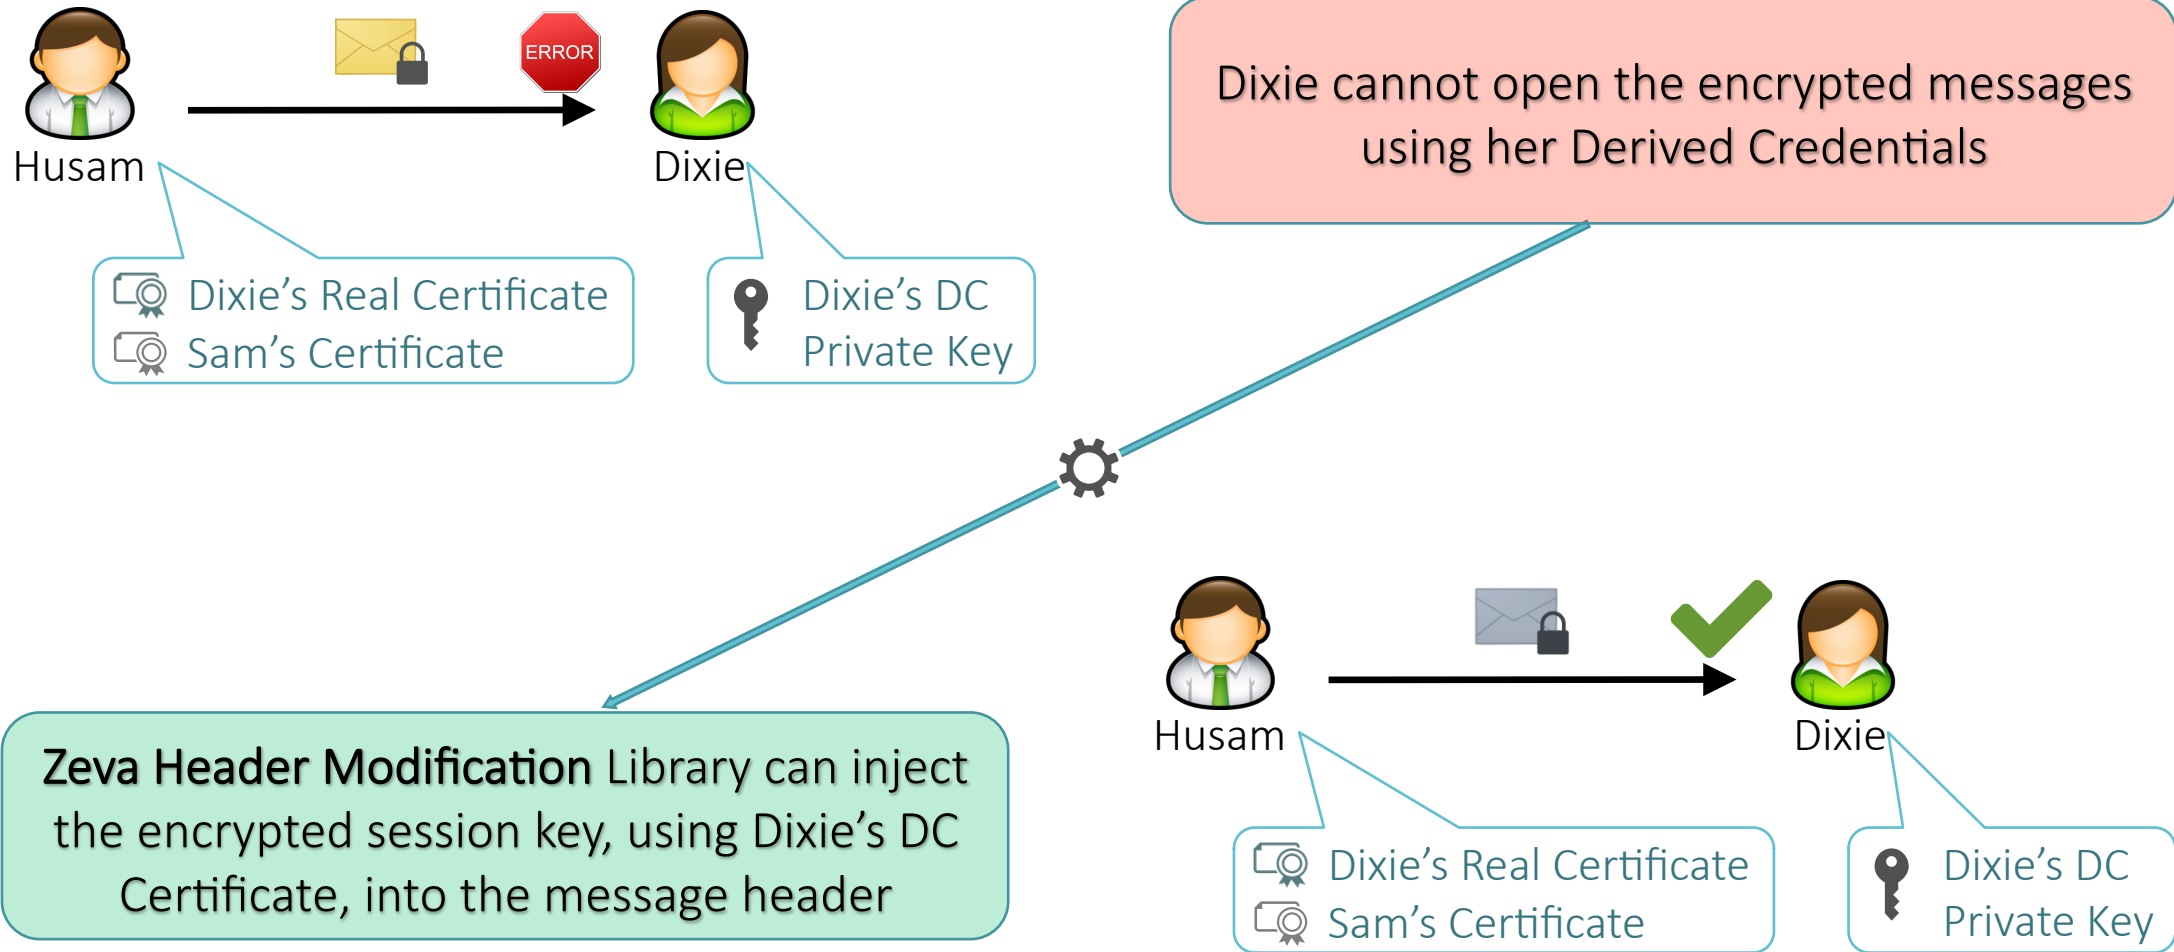 ERROR
Husam
Dixie
Dixie cannot open the encrypted messages
using her Derived Credentials
Dixie’s Real Certificate
Sam’s Certificate
Dixie’s DC
Private Key
Zeva Header Modification Library can inject
the encrypted session key, using Dixie’s DC
Certificate, into the message header
Husam
Dixie
Dixie’s Real Certificate
Sam’s Certificate
Dixie’s DC
Private Key